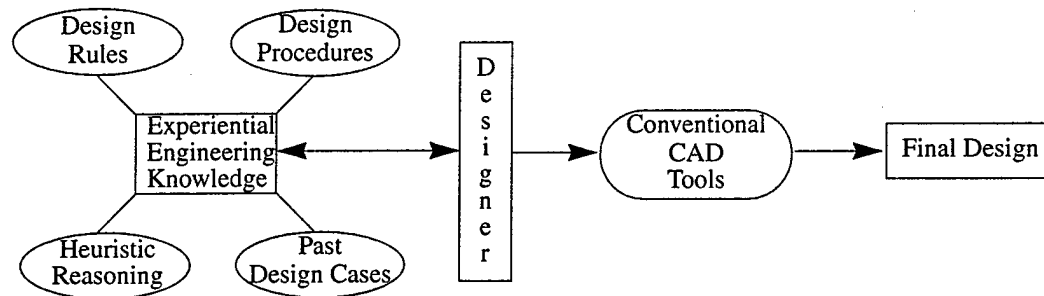 Design
Rules
Design
Procedures
Experiential
Engineering
Knowledge
Heuristic
Reasoning
Past
Design Cases
D
e
s
i
g
n
e
r
Conventional
CAD
Tools
Final Design